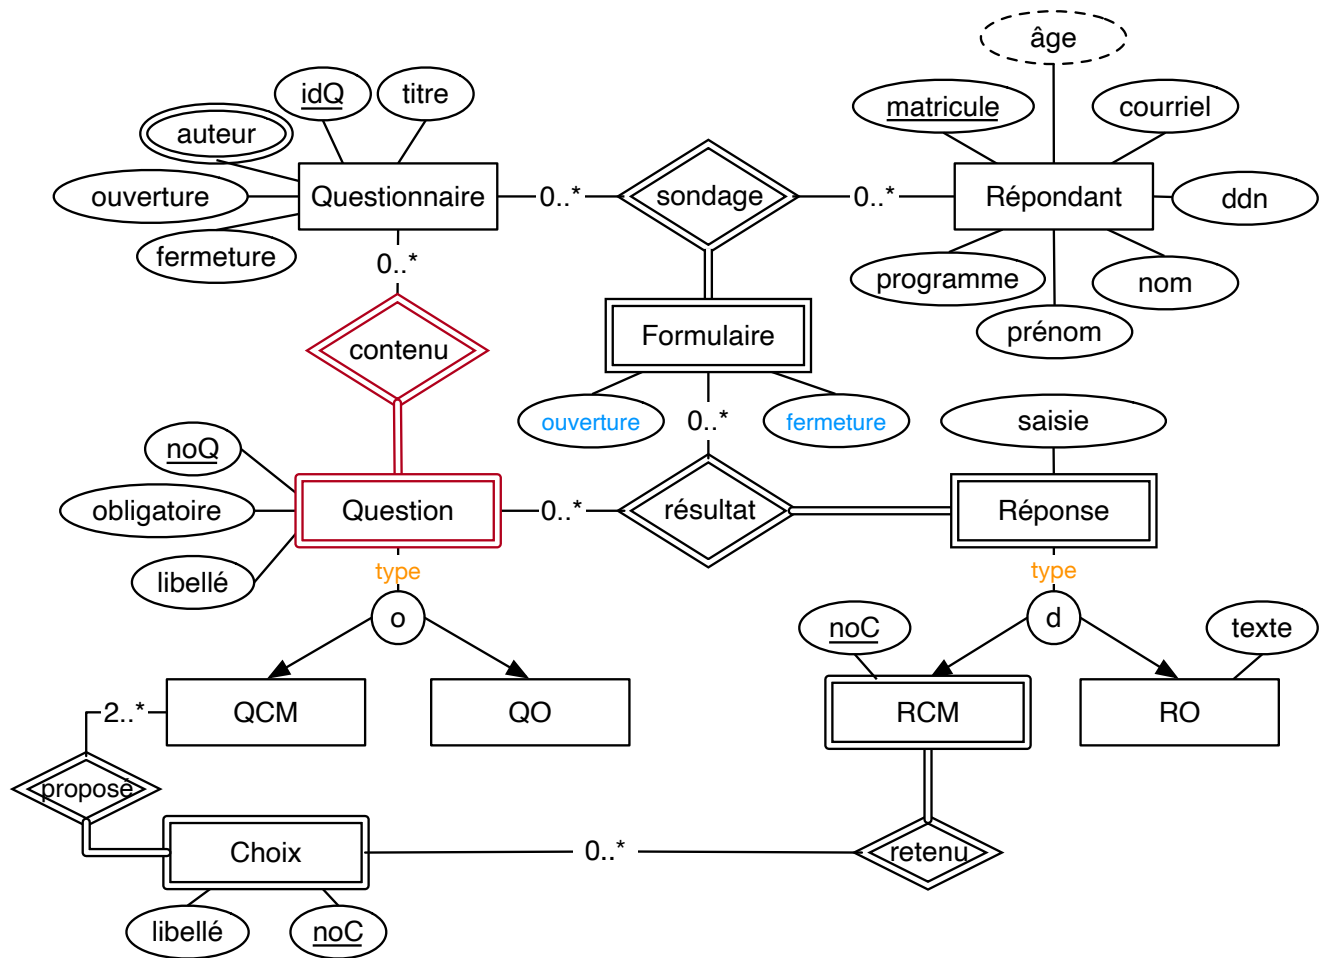 âge
idQ
titre
matricule
courriel
auteur
ouverture
Questionnaire
0..*
sondage
0..*
Répondant
ddn
fermeture
0..*
programme
nom
prénom
contenu
Formulaire
ouverture
0..*
fermeture
saisie
noQ
obligatoire
Question
0..*
résultat
Réponse
libellé
type
type
o
noC
d
texte
2..*
QCM
QO
RCM
RO
proposé
Choix
0..*
retenu
libellé
noC